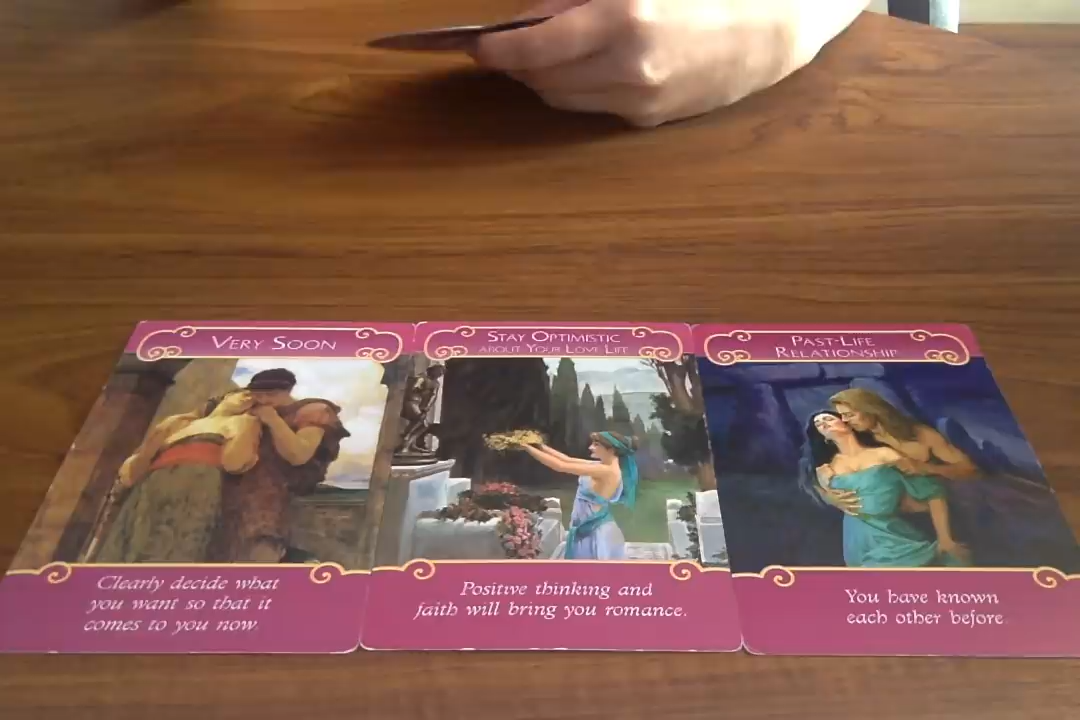 VERY SOON
Clearly decide what
you want so that it
comes to you now.
STAY OPTIMISTIC
ABOUT YOUR LOVE LIFE
Positive thinking and
faith will bring you romance.
PAST-LIFE
RELATIONSHIP
You have known
each other before.